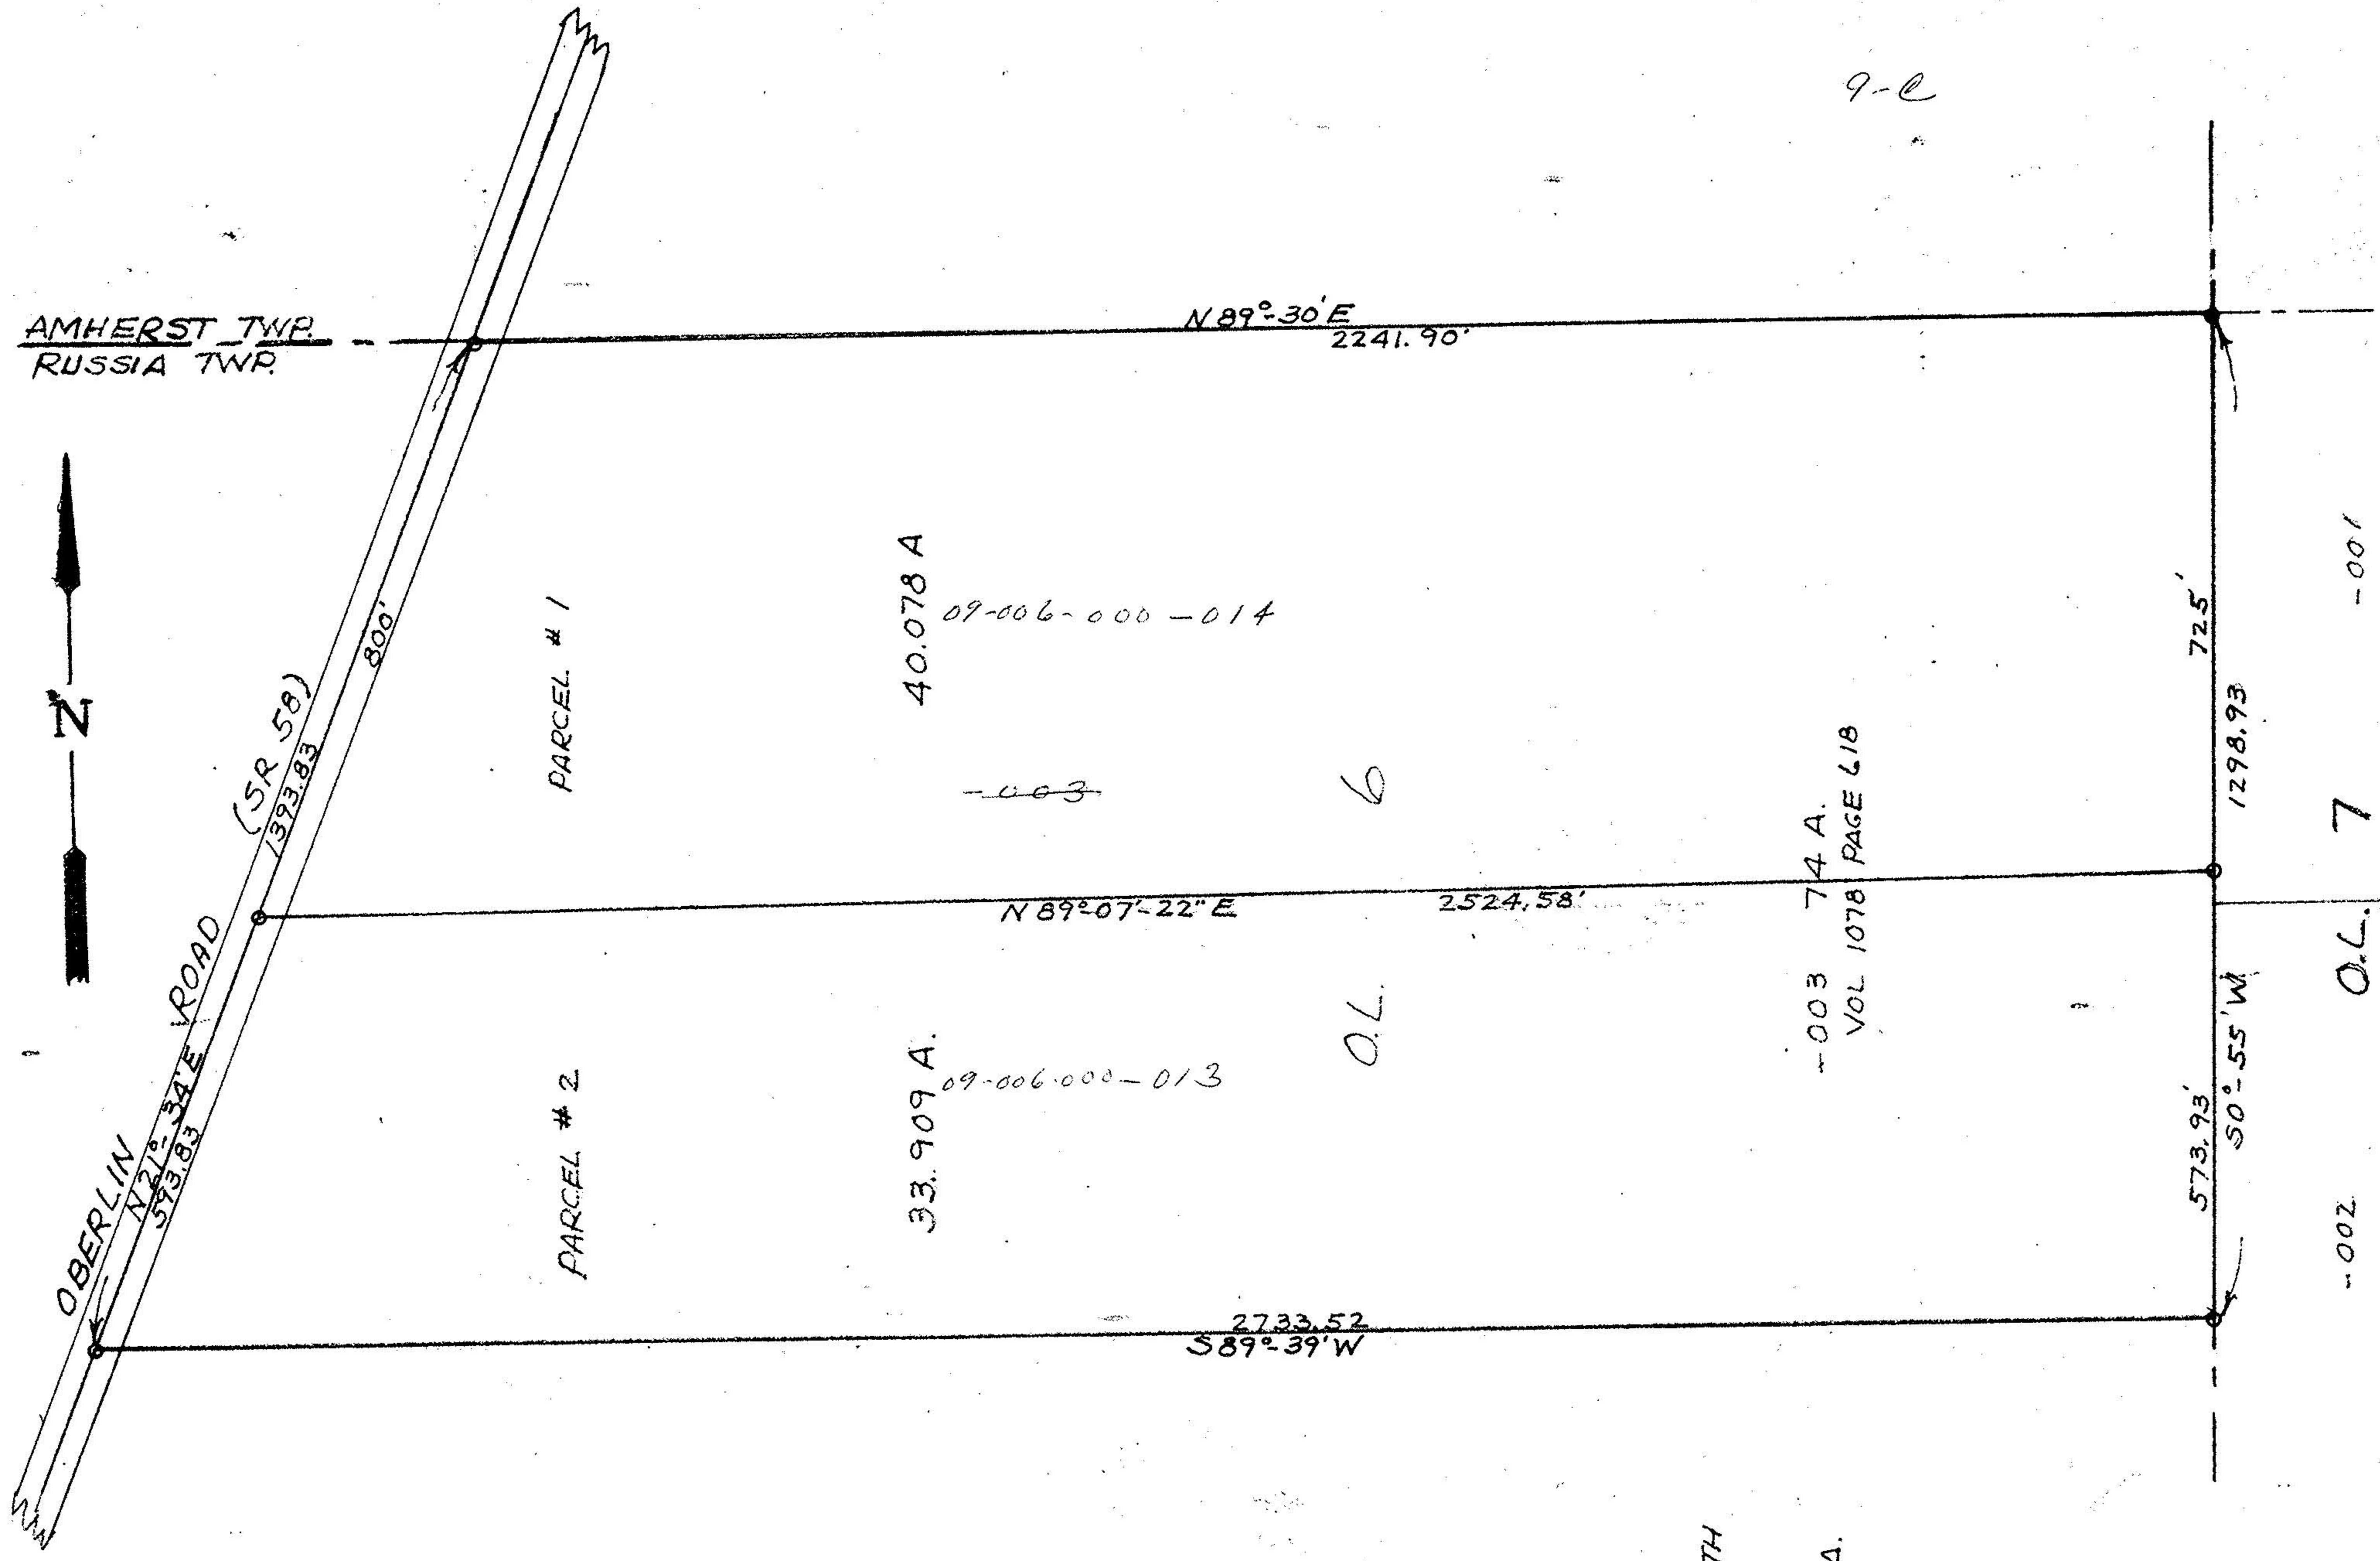 9-C
N 89°-30' E
2241.90'
AMHERST TWP.
RUSSIA TWP.
N
OBERLIN ROAD (SR 58)
N 21°-34' E
1393.83
800'
593.83
PARCEL # 1
40.078 A
09-006-000-014
-003
O.L. 6
725'
1298.93
-001
-003 74 A.
VOL 1078 PAGE 618
N 89°-07'-22" E 2524.58'
PARCEL # 2
33.909 A.
09-006-000-013
573.93'
S0°-55' W
O.L. 7
-002
2733.52
S 89°-39' W
TH
A.